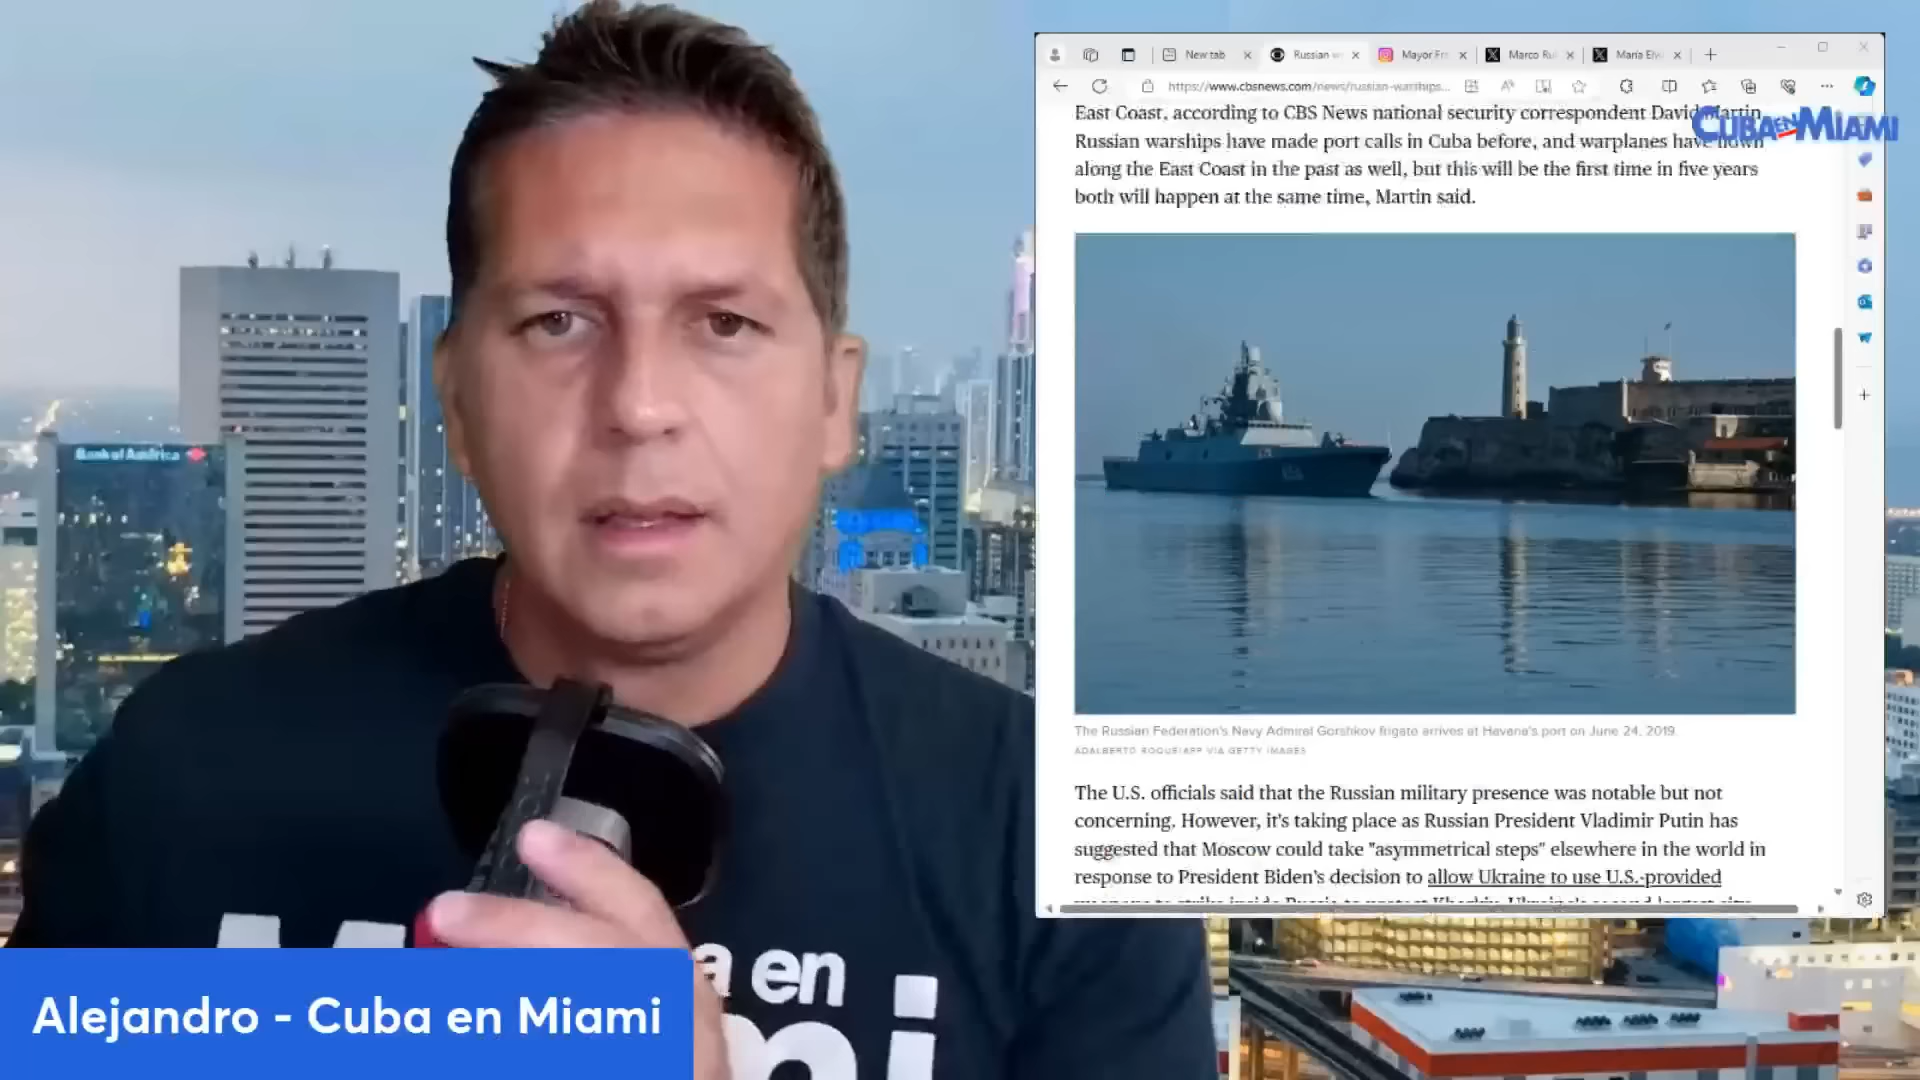 New tab
Russian w
Mayor Fr
Marco Ru
María Elv
https://www.cbsnews.com/news/russian-warships...
East Coast, according to CBS News national security correspondent David Martin.
CUBA EN MIAMI
Russian warships have made port calls in Cuba before, and warplanes have flown
along the East Coast in the past as well, but this will be the first time in five years
both will happen at the same time, Martin said.
Bank of America
The Russian Federation's Navy Admiral Gorshkov frigate arrives at Havana's port on June 24, 2019.
ADALBERTO ROQUE/AFP VIA GETTY IMAGES
The U.S. officials said that the Russian military presence was notable but not
concerning. However, it's taking place as Russian President Vladimir Putin has
suggested that Moscow could take "asymmetrical steps" elsewhere in the world in
response to President Biden's decision to allow Ukraine to use U.S.-provided
a en
mi
Alejandro - Cuba en Miami